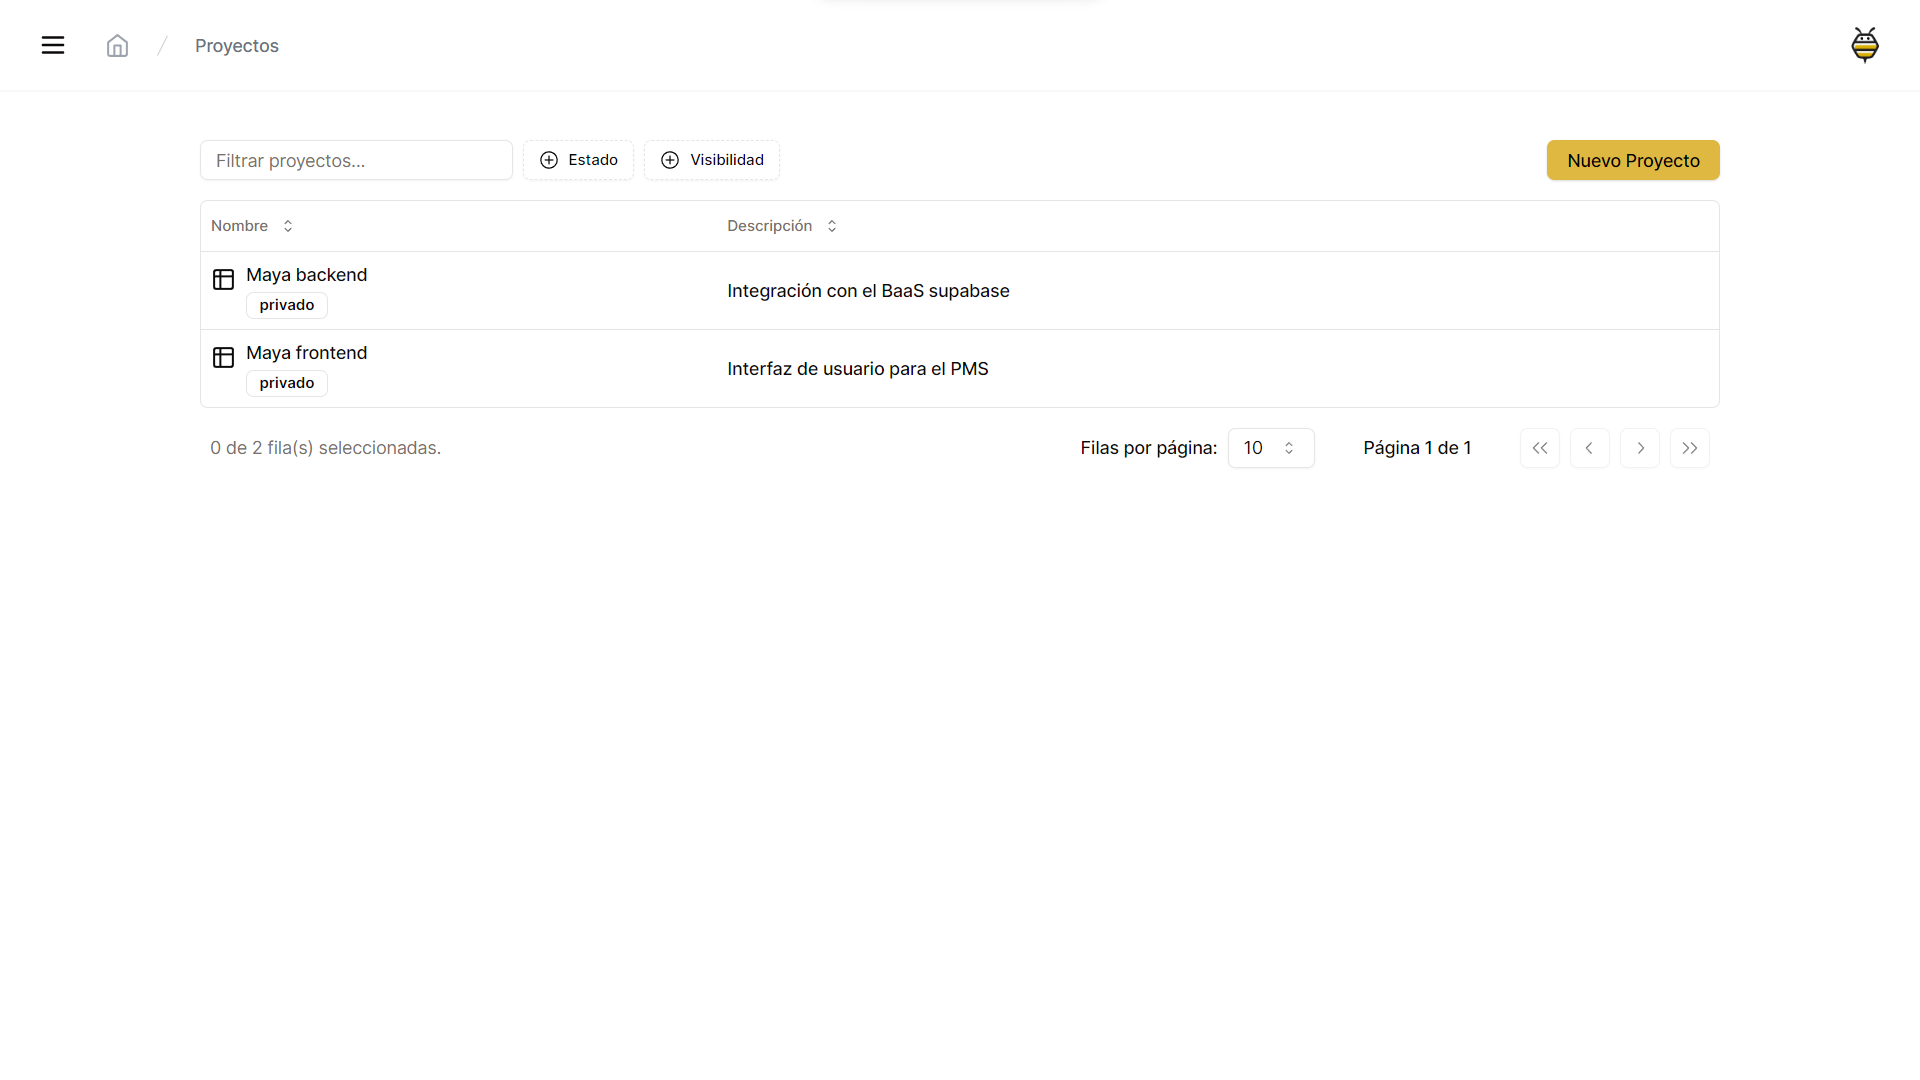 Proyectos
Filtrar proyectos...
Estado
Visibilidad
Nuevo Proyecto
Nombre
Descripción
Maya backend
privado
Integración con el BaaS supabase
Maya frontend
privado
Interfaz de usuario para el PMS
0 de 2 fila(s) seleccionadas.
Filas por página:
10
Página 1 de 1